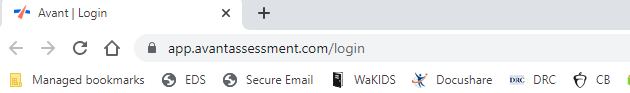 Avant | Login
app.avantassessment.com/login
Managed bookmarks EDS Secure Email WaKIDS Docushare DRC DRC CB